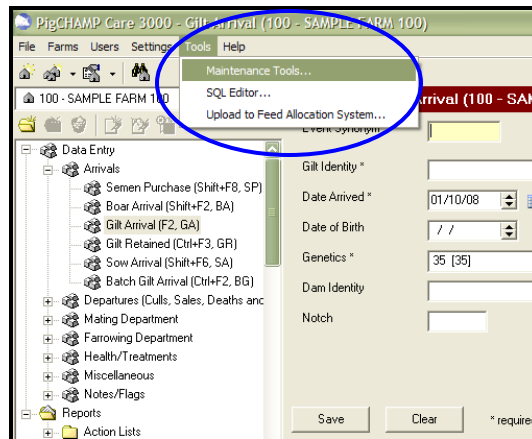 PigCHAMP Care 3000 - Gilt Arrival (100 - SAMPLE FARM 100)
File Farms Users Settings Tools Help
Maintenance Tools...
SQL Editor...
Upload to Feed Allocation System...
100 - SAMPLE FARM 100
Arrival (100 - SAM
Event Synonym
Data Entry
Arrivals
Semen Purchase (Shift+F8, SP)
Boar Arrival (Shift+F2, BA)
Gilt Arrival (F2, GA)
Gilt Retained (Ctrl+F3, GR)
Sow Arrival (Shift+F6, SA)
Batch Gilt Arrival (Ctrl+F2, BG)
Departures (Culls, Sales, Deaths and
Mating Department
Farrowing Department
Health/Treatments
Miscellaneous
Notes/Flags
Reports
Action Lists
Gilt Identity *
Date Arrived * 01/10/08
Date of Birth / /
Genetics * 35 [35]
Dam Identity
Notch
Save Clear * require